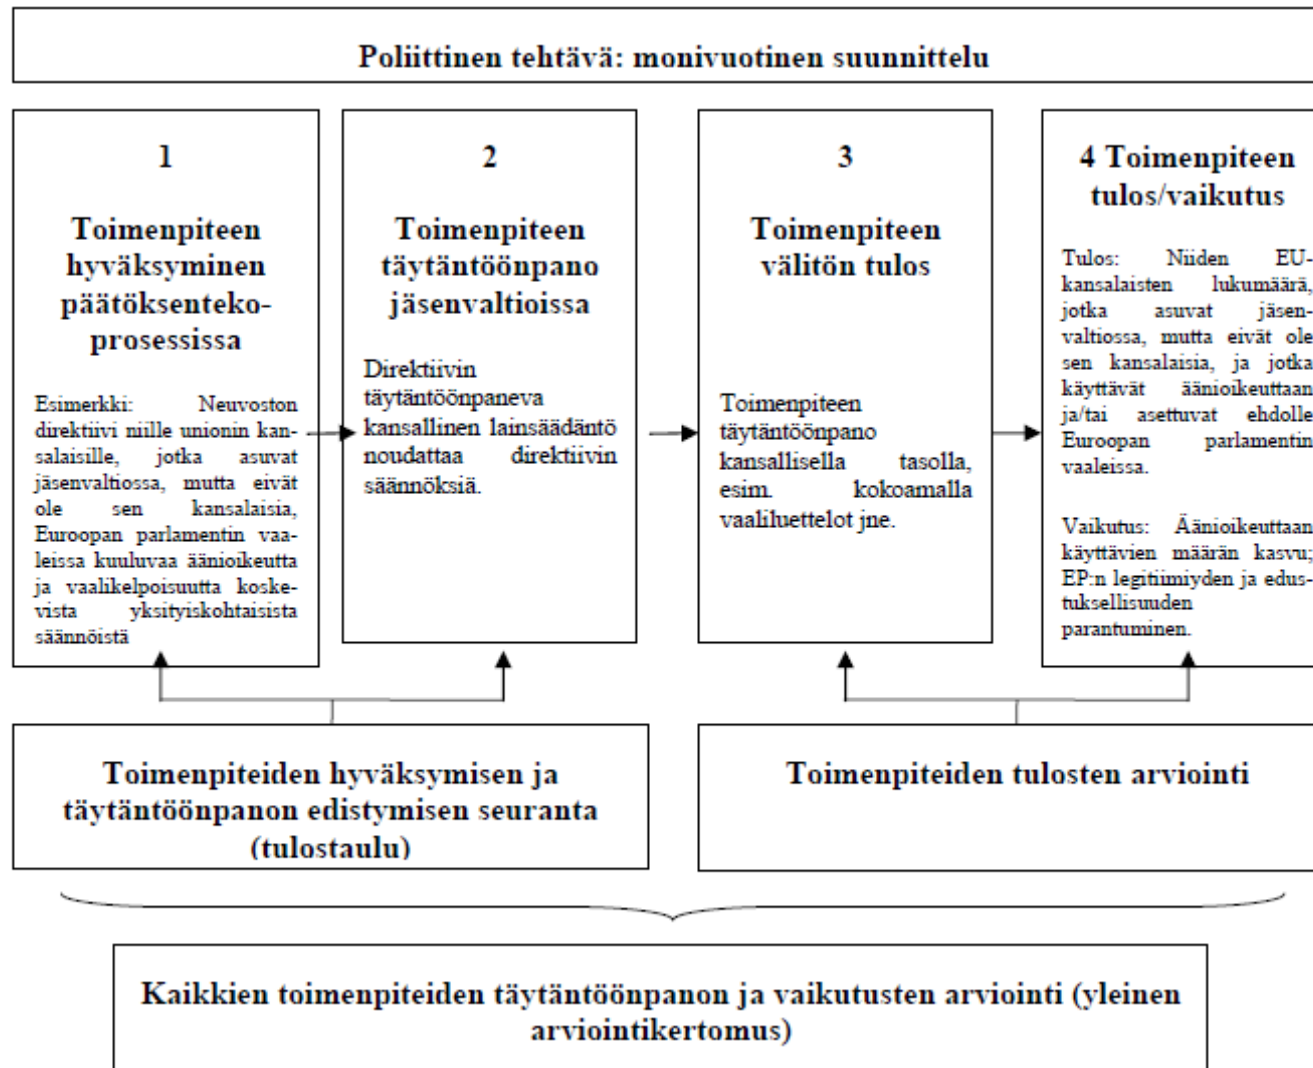 Poliittinen tehtävä: monivuotinen suunnittelu
1
Toimenpiteen
hyväksyminen
päätöksenteko-
prosessissa
Esimerkki: Neuvoston
direktiivi niille unionin kan-
salaisille, jotka asuvat
jäsenvaltiossa, mutta eivät
ole sen kansalaisia,
Euroopan parlamentin vaa-
leissa kuuluvaa äänioikeutta
ja vaalikelpoisuutta koske-
vista yksityiskohtaisista
säännöistä
2
Toimenpiteen
täytäntöönpano
jäsenvaltioissa
Direktiivin
täytäntöönpaneva
kansallinen lainsäädäntö
noudattaa direktiivin
säännöksiä.
3
Toimenpiteen
välitön tulos
Toimenpiteen
täytäntöönpano
kansallisella tasolla,
esim. kokoamalla
vaaliluettelot jne.
4 Toimenpiteen
tulos/vaikutus
Tulos: Niiden EU-
kansalaisten lukumäärä,
jotka asuvat jäsen-
valtiossa, mutta eivät ole
sen kansalaisia, ja jotka
käyttävät äänioikeuttaan
ja/tai asettuvat ehdolle
Euroopan parlamentin
vaaleissa.
Vaikutus: Äänioikeuttaan
käyttävien määrän kasvu;
EP:n legitiimiyden ja edus-
tuksellisuuden
parantuminen.
Toimenpiteiden hyväksymisen ja
täytäntöönpanon edistymisen seuranta
(tulostaulu)
Toimenpiteiden tulosten arviointi
Kaikkien toimenpiteiden täytäntöönpanon ja vaikutusten arviointi (yleinen
arviointikertomus)